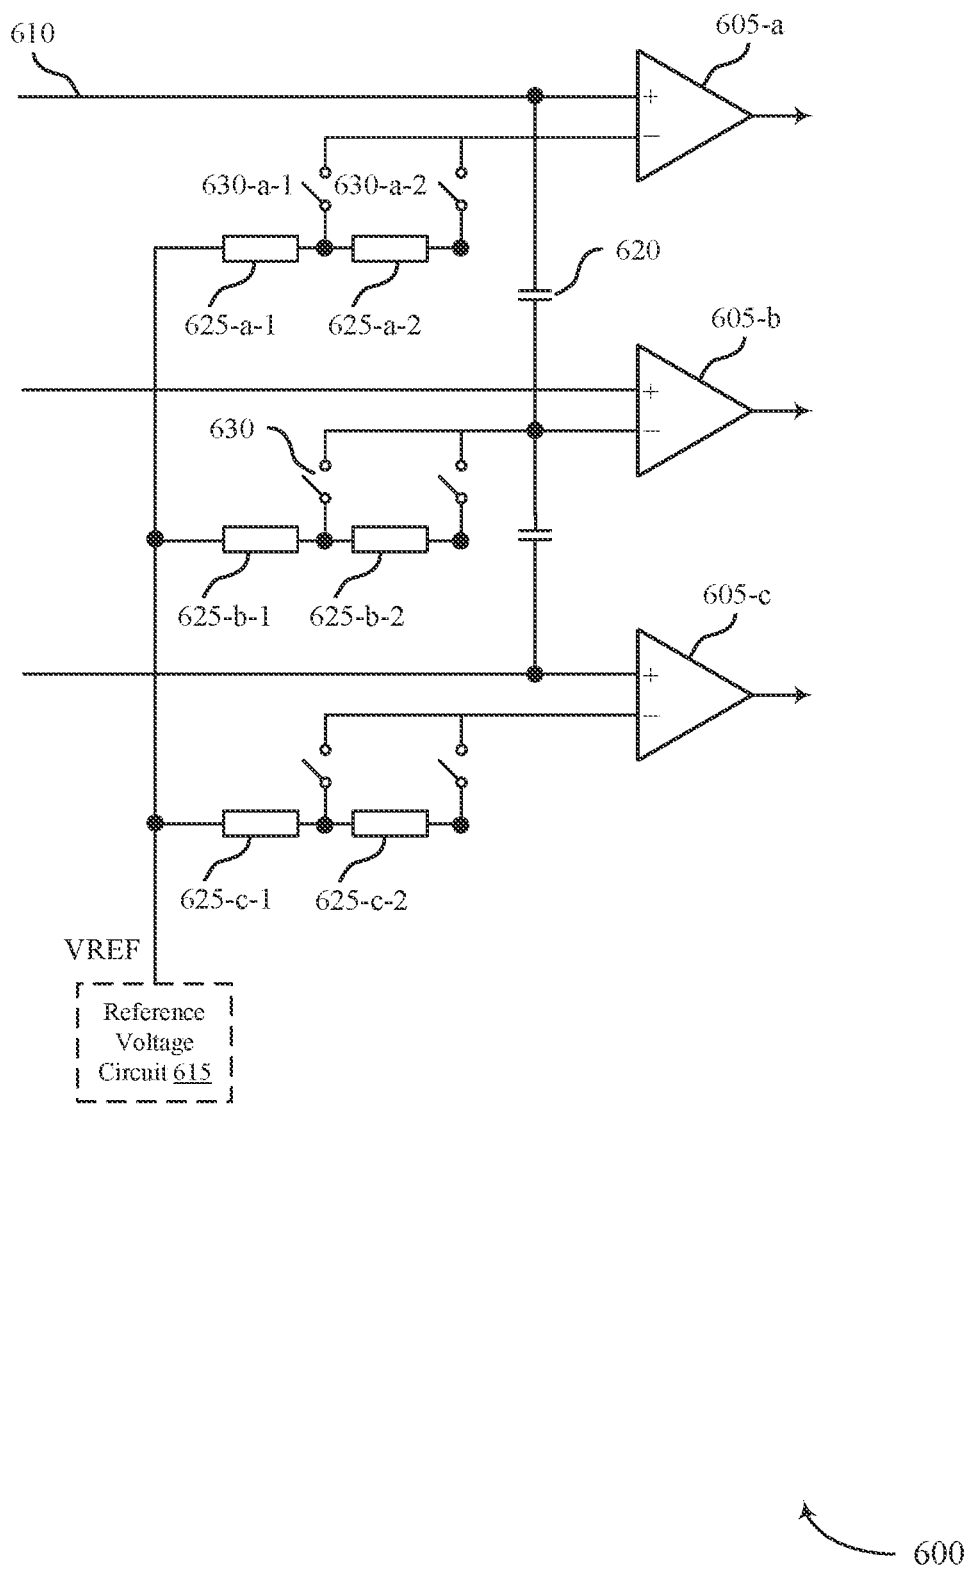 610
605-a
+
−
630-a-1
630-a-2
620
625-a-1
625-a-2
605-b
+
−
630
625-b-1
625-b-2
605-c
+
−
625-c-1
625-c-2
VREF
Reference
Voltage
Circuit 615
600